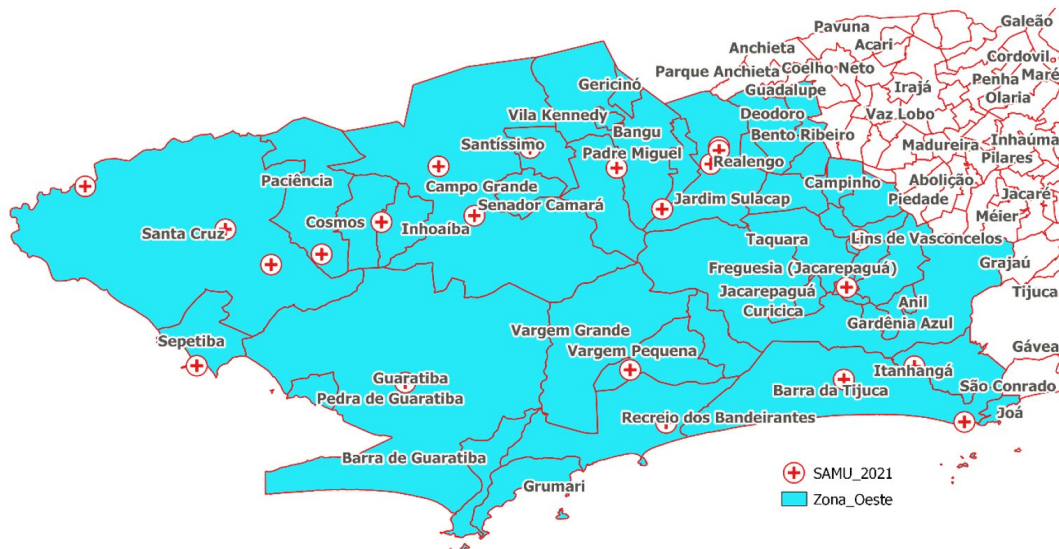 Galeão
Pavuna
Anchieta
Acari
Cordovil
Parque Anchieta
Coelho Neto
Penha
Maré
Gericinó
Guadalupe
Irajá
Olaria
Vila Kennedy
Deodoro
Vaz Lobo
Bangu
Bento Ribeiro
Inhaúma
Santíssimo
Padre Miguel
Realengo
Madureira
Pilares
Paciência
Campo Grande
Campinho
Abolição
Jacaré
Senador Camará
Jardim Sulacap
Piedade
Méier
Cosmos
Inhoaíba
Santa Cruz
Taquara
Lins de Vasconcelos
Freguesia (Jacarepaguá)
Grajaú
Jacarepaguá
Tijuca
Curicica
Anil
Gardênia Azul
Vargem Grande
Sepetiba
Vargem Pequena
Gávea
Guaratiba
Itanhangá
Pedra de Guaratiba
Barra da Tijuca
São Conrado
Recreio dos Bandeirantes
Joá
Barra de Guaratiba
Grumari
SAMU_2021
Zona_Oeste